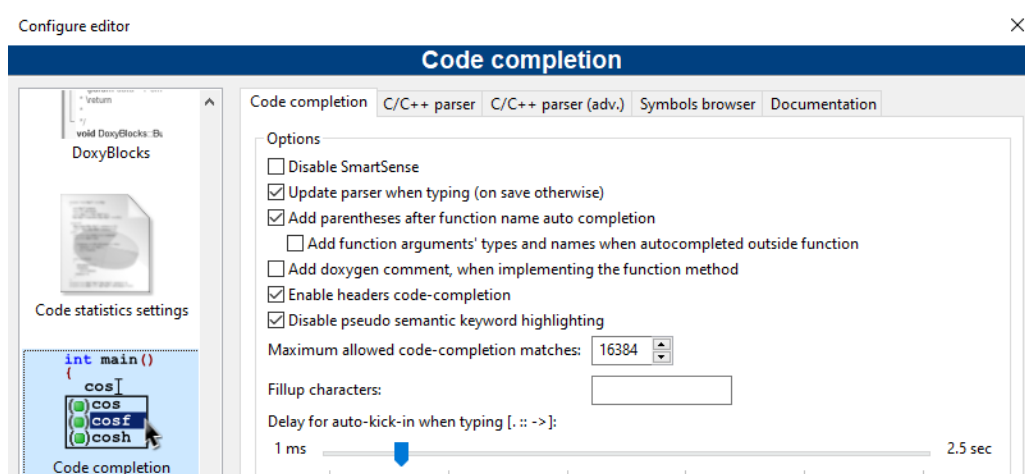 Configure editor
Code completion
* \return
*
*/
void DoxyBlocks::Bu
DoxyBlocks
Code statistics settings
int main()
{
cos
()cos
()cosf
()cosh
Code completion
Code completion C/C++ parser C/C++ parser (adv.) Symbols browser Documentation
Options
Disable SmartSense
Update parser when typing (on save otherwise)
Add parentheses after function name auto completion
Add function arguments' types and names when autocompleted outside function
Add doxygen comment, when implementing the function method
Enable headers code-completion
Disable pseudo semantic keyword highlighting
Maximum allowed code-completion matches: 16384
Fillup characters:
Delay for auto-kick-in when typing [. :: ->]:
1 ms 2.5 sec